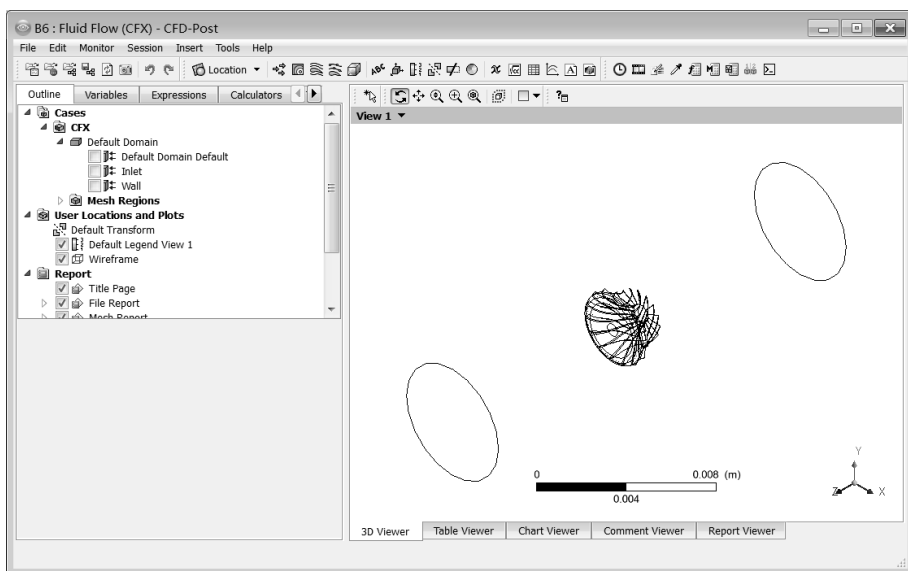 B6 : Fluid Flow (CFX) - CFD-Post
File Edit Monitor Session Insert Tools Help
Location
Outline Variables Expressions Calculators
Cases
CFX
Default Domain
Default Domain Default
Inlet
Wall
Mesh Regions
User Locations and Plots
Default Transform
Default Legend View 1
Wireframe
Report
Title Page
File Report
Mesh Report
View 1
0 0.008 (m)
0.004
Y
Z X
3D Viewer Table Viewer Chart Viewer Comment Viewer Report Viewer